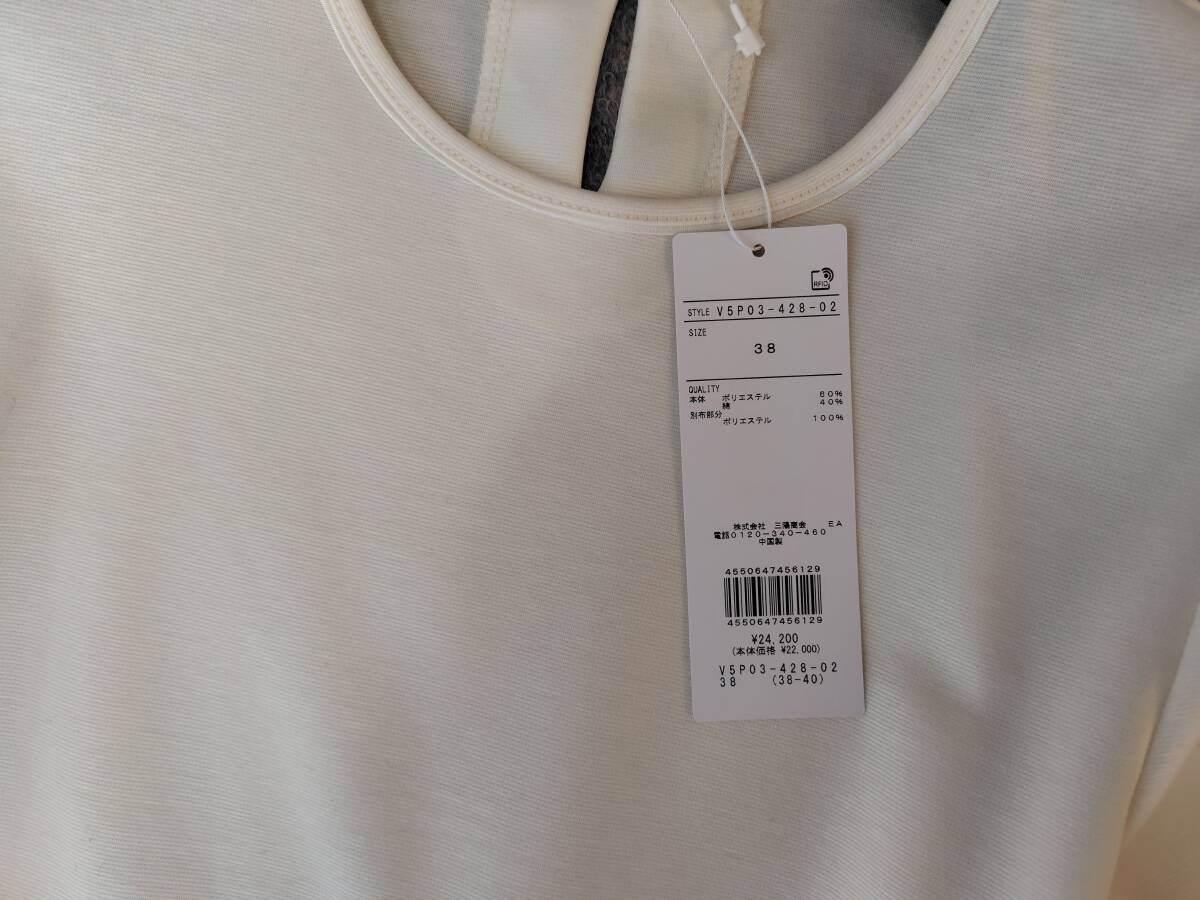 RFID
STYLE V5P03-428-02
SIZE
38
QUALITY
本体 ポリエステル 60%
綿 40%
別布部分
ポリエステル 100%
株式会社 三陽商会 EA
電話0120-340-460
中国製
4550647456129
4550647456129
¥24,200
(本体価格 ¥22,000)
V5P03-428-02
38 (38-40)